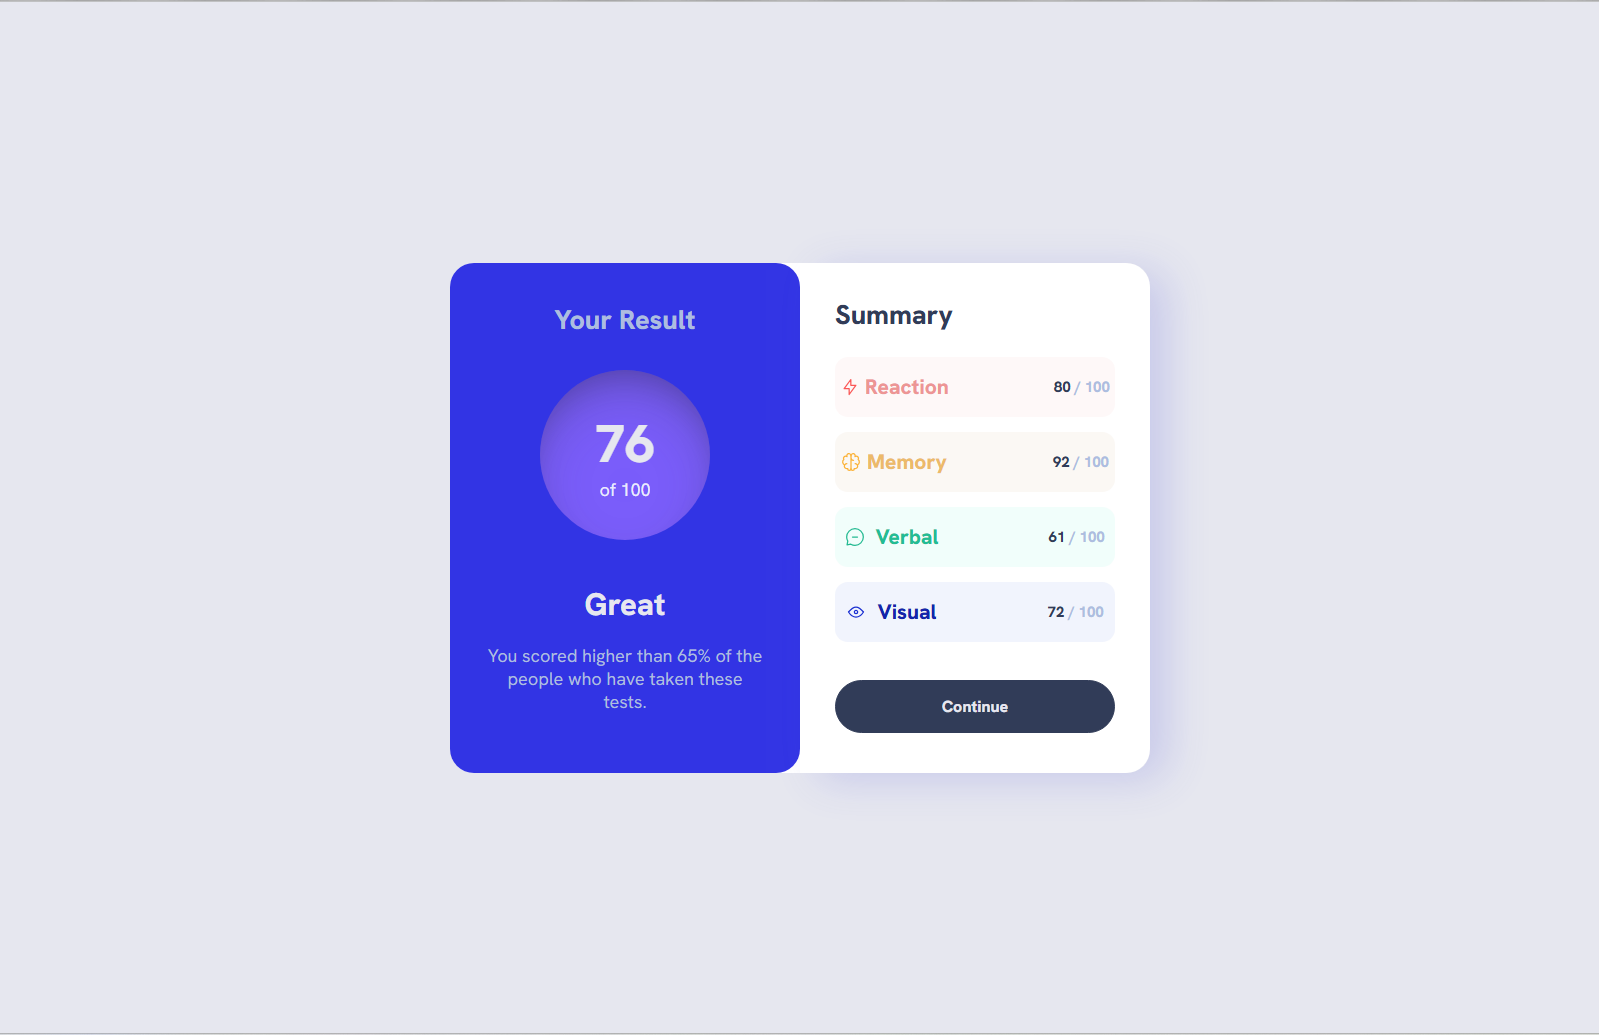 Your Result
76
of 100
Great
You scored higher than 65% of the
people who have taken these
tests.
Summary
Reaction 80 / 100
Memory 92 / 100
Verbal 61 / 100
Visual 72 / 100
Continue